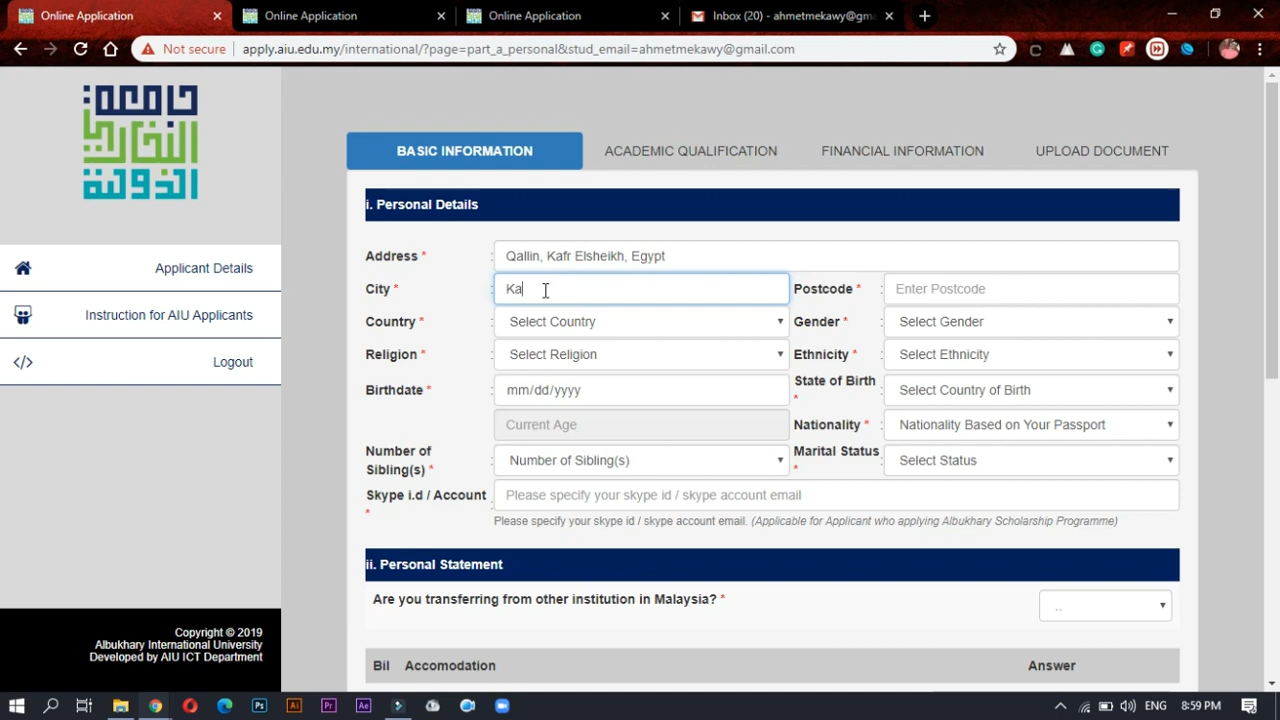 Online Application
Online Application
Online Application
Inbox (20) - ahmetmekawy@gm
Not secure
apply.aiu.edu.my/international/?page=part_a_personal&stud_email=ahmetmekawy@gmail.com
Applicant Details
Instruction for AIU Applicants
Logout
Copyright © 2019
Albukhary International University
Developed by AIU ICT Department
BASIC INFORMATION
ACADEMIC QUALIFICATION
FINANCIAL INFORMATION
UPLOAD DOCUMENT
i. Personal Details
Address * : Qallin, Kafr Elsheikh, Egypt
City * : Ka
Postcode * : Enter Postcode
Country * : Select Country
Gender * : Select Gender
Religion * : Select Religion
Ethnicity * : Select Ethnicity
Birthdate * : mm/dd/yyyy
State of Birth * : Select Country of Birth
Current Age
Nationality * : Nationality Based on Your Passport
Number of
Sibling(s) * : Number of Sibling(s)
Marital Status * : Select Status
Skype i.d / Account * : Please specify your skype id / skype account email
Please specify your skype id / skype account email. (Applicable for Applicant who applying Albukhary Scholarship Programme)
ii. Personal Statement
Are you transferring from other institution in Malaysia? *
..
Bil Accomodation Answer
Ps
Ai
Pr
Ae
ENG
8:59 PM